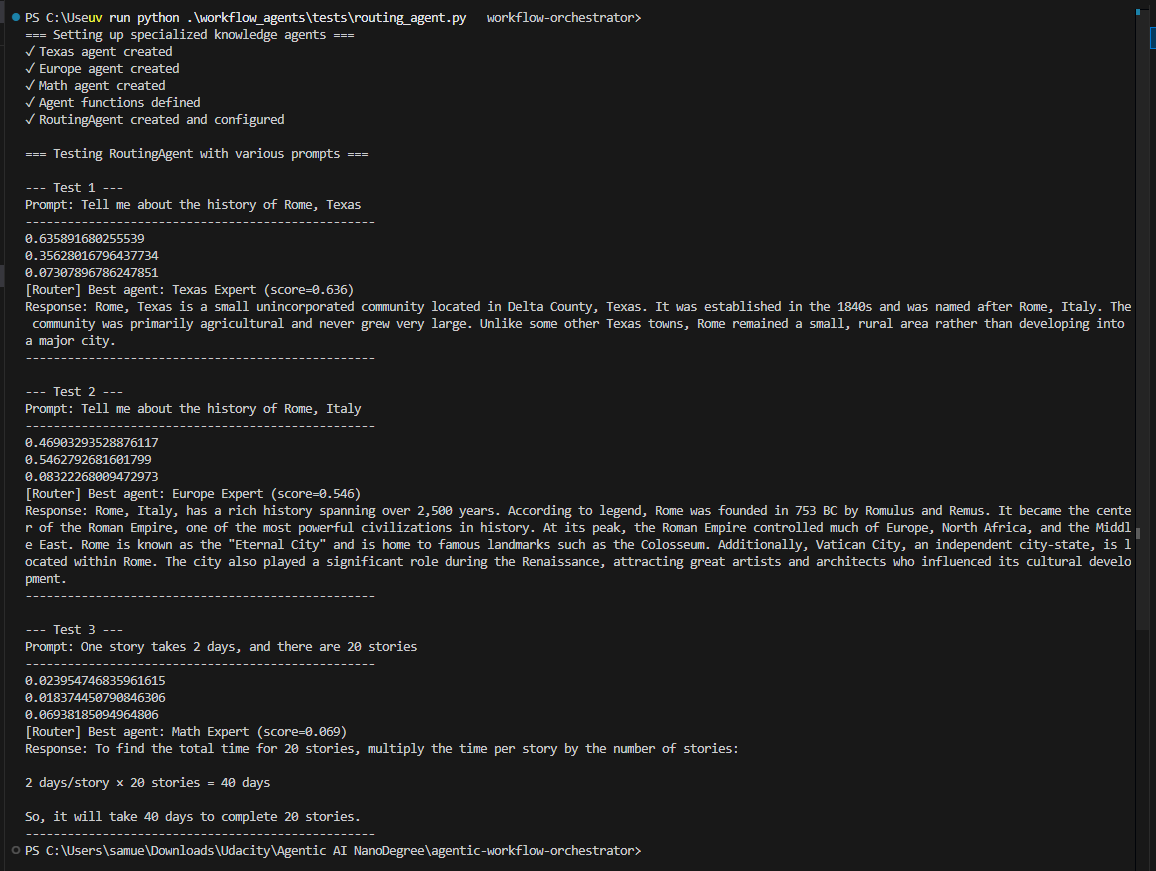 PS C:\Useuv run python .\workflow_agents\tests\routing_agent.py workflow-orchestrator>
=== Setting up specialized knowledge agents ===
✓ Texas agent created
✓ Europe agent created
✓ Math agent created
✓ Agent functions defined
✓ RoutingAgent created and configured
=== Testing RoutingAgent with various prompts ===
--- Test 1 ---
Prompt: Tell me about the history of Rome, Texas
--------------------------------------------------
0.635891680255539
0.35628016796437734
0.07307896786247851
[Router] Best agent: Texas Expert (score=0.636)
Response: Rome, Texas is a small unincorporated community located in Delta County, Texas. It was established in the 1840s and was named after Rome, Italy. The
community was primarily agricultural and never grew very large. Unlike some other Texas towns, Rome remained a small, rural area rather than developing into
a major city.
--------------------------------------------------
--- Test 2 ---
Prompt: Tell me about the history of Rome, Italy
--------------------------------------------------
0.46903293528876117
0.5462792681601799
0.08322268009472973
[Router] Best agent: Europe Expert (score=0.546)
Response: Rome, Italy, has a rich history spanning over 2,500 years. According to legend, Rome was founded in 753 BC by Romulus and Remus. It became the cente
r of the Roman Empire, one of the most powerful civilizations in history. At its peak, the Roman Empire controlled much of Europe, North Africa, and the Middl
e East. Rome is known as the "Eternal City" and is home to famous landmarks such as the Colosseum. Additionally, Vatican City, an independent city-state, is l
ocated within Rome. The city also played a significant role during the Renaissance, attracting great artists and architects who influenced its cultural develo
pment.
--------------------------------------------------
--- Test 3 ---
Prompt: One story takes 2 days, and there are 20 stories
--------------------------------------------------
0.023954746835961615
0.018374450790846306
0.06938185094964806
[Router] Best agent: Math Expert (score=0.069)
Response: To find the total time for 20 stories, multiply the time per story by the number of stories:
2 days/story × 20 stories = 40 days
So, it will take 40 days to complete 20 stories.
--------------------------------------------------
PS C:\Users\samue\Downloads\Udacity\Agentic AI NanoDegree\agentic-workflow-orchestrator>